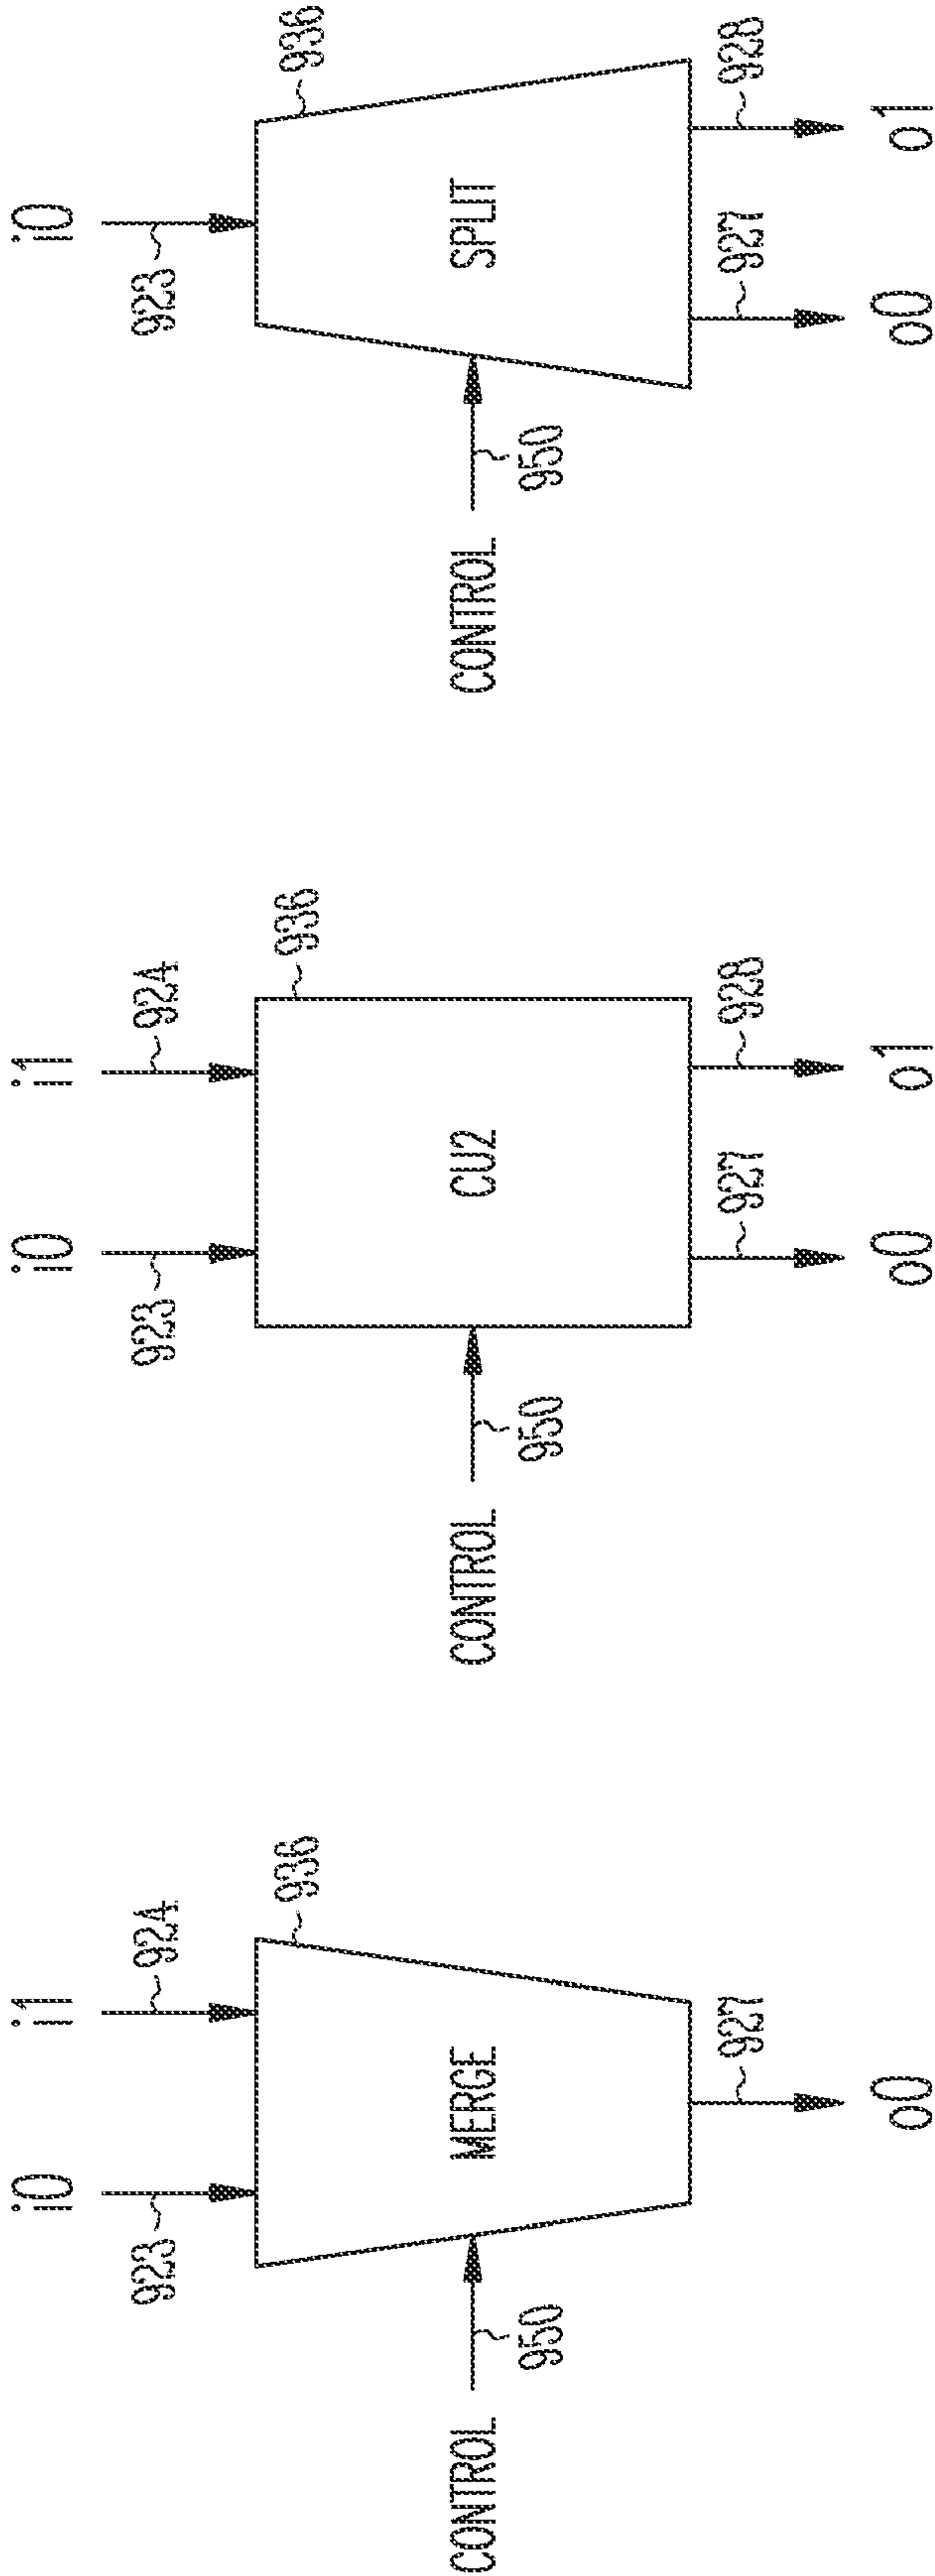 i0
i1
923
924
936
CONTROL
950
MERGE
927
o0
i0
i1
923
924
936
CONTROL
950
CU2
927
928
o0
o1
i0
923
936
CONTROL
950
SPLIT
927
928
o0
o1